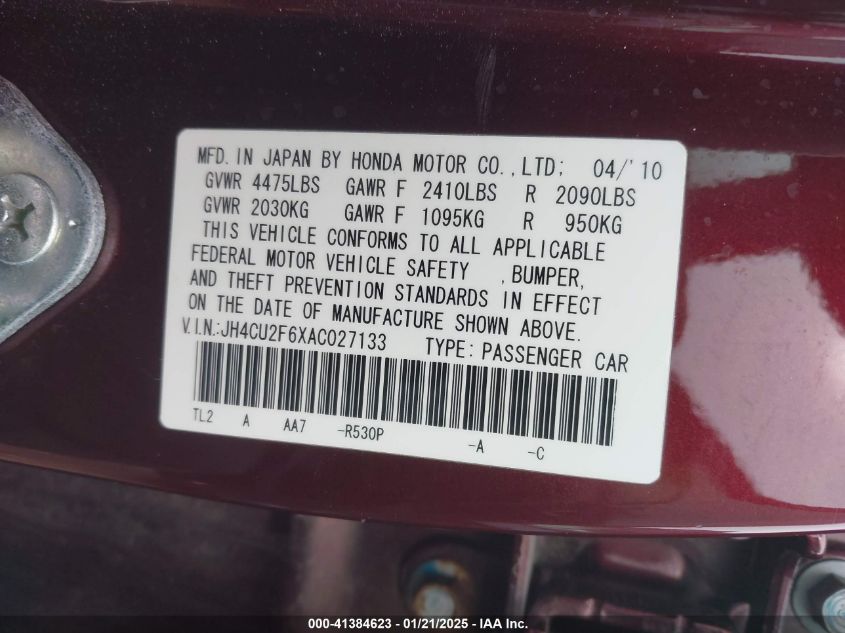 MFD. IN JAPAN BY HONDA MOTOR CO.,LTD; 04/'10
GVWR 4475LBS GAWR F 2410LBS R 2090LBS
GVWR 2030KG GAWR F 1095KG R 950KG
THIS VEHICLE CONFORMS TO ALL APPLICABLE
FEDERAL MOTOR VEHICLE SAFETY ,BUMPER,
AND THEFT PREVENTION STANDARDS IN EFFECT
ON THE DATE OF MANUFACTURE SHOWN ABOVE.
V.I.N.:JH4CU2F6XAC027133 TYPE:PASSENGER CAR
TL2 A AA7 -R530P -A -C
000-41384623 - 01/21/2025 - IAA Inc.